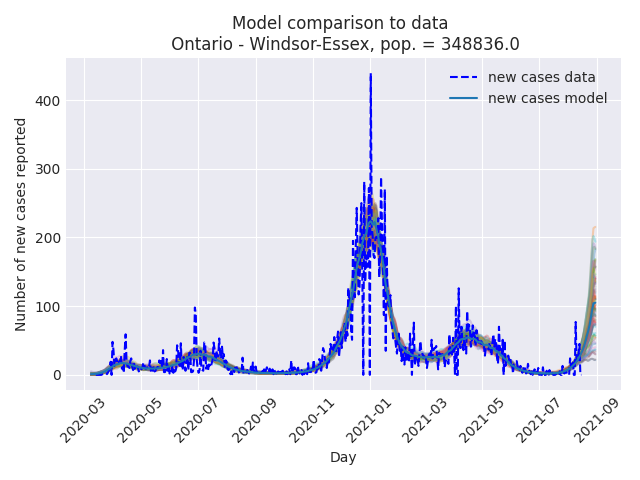 Model comparison to data
Ontario - Windsor-Essex, pop. = 348836.0
new cases data
new cases model
Number of new cases reported
400
300
200
100
0
2020-03
2020-05
2020-07
2020-09
2020-11
2021-01
2021-03
2021-05
2021-07
2021-09
Day